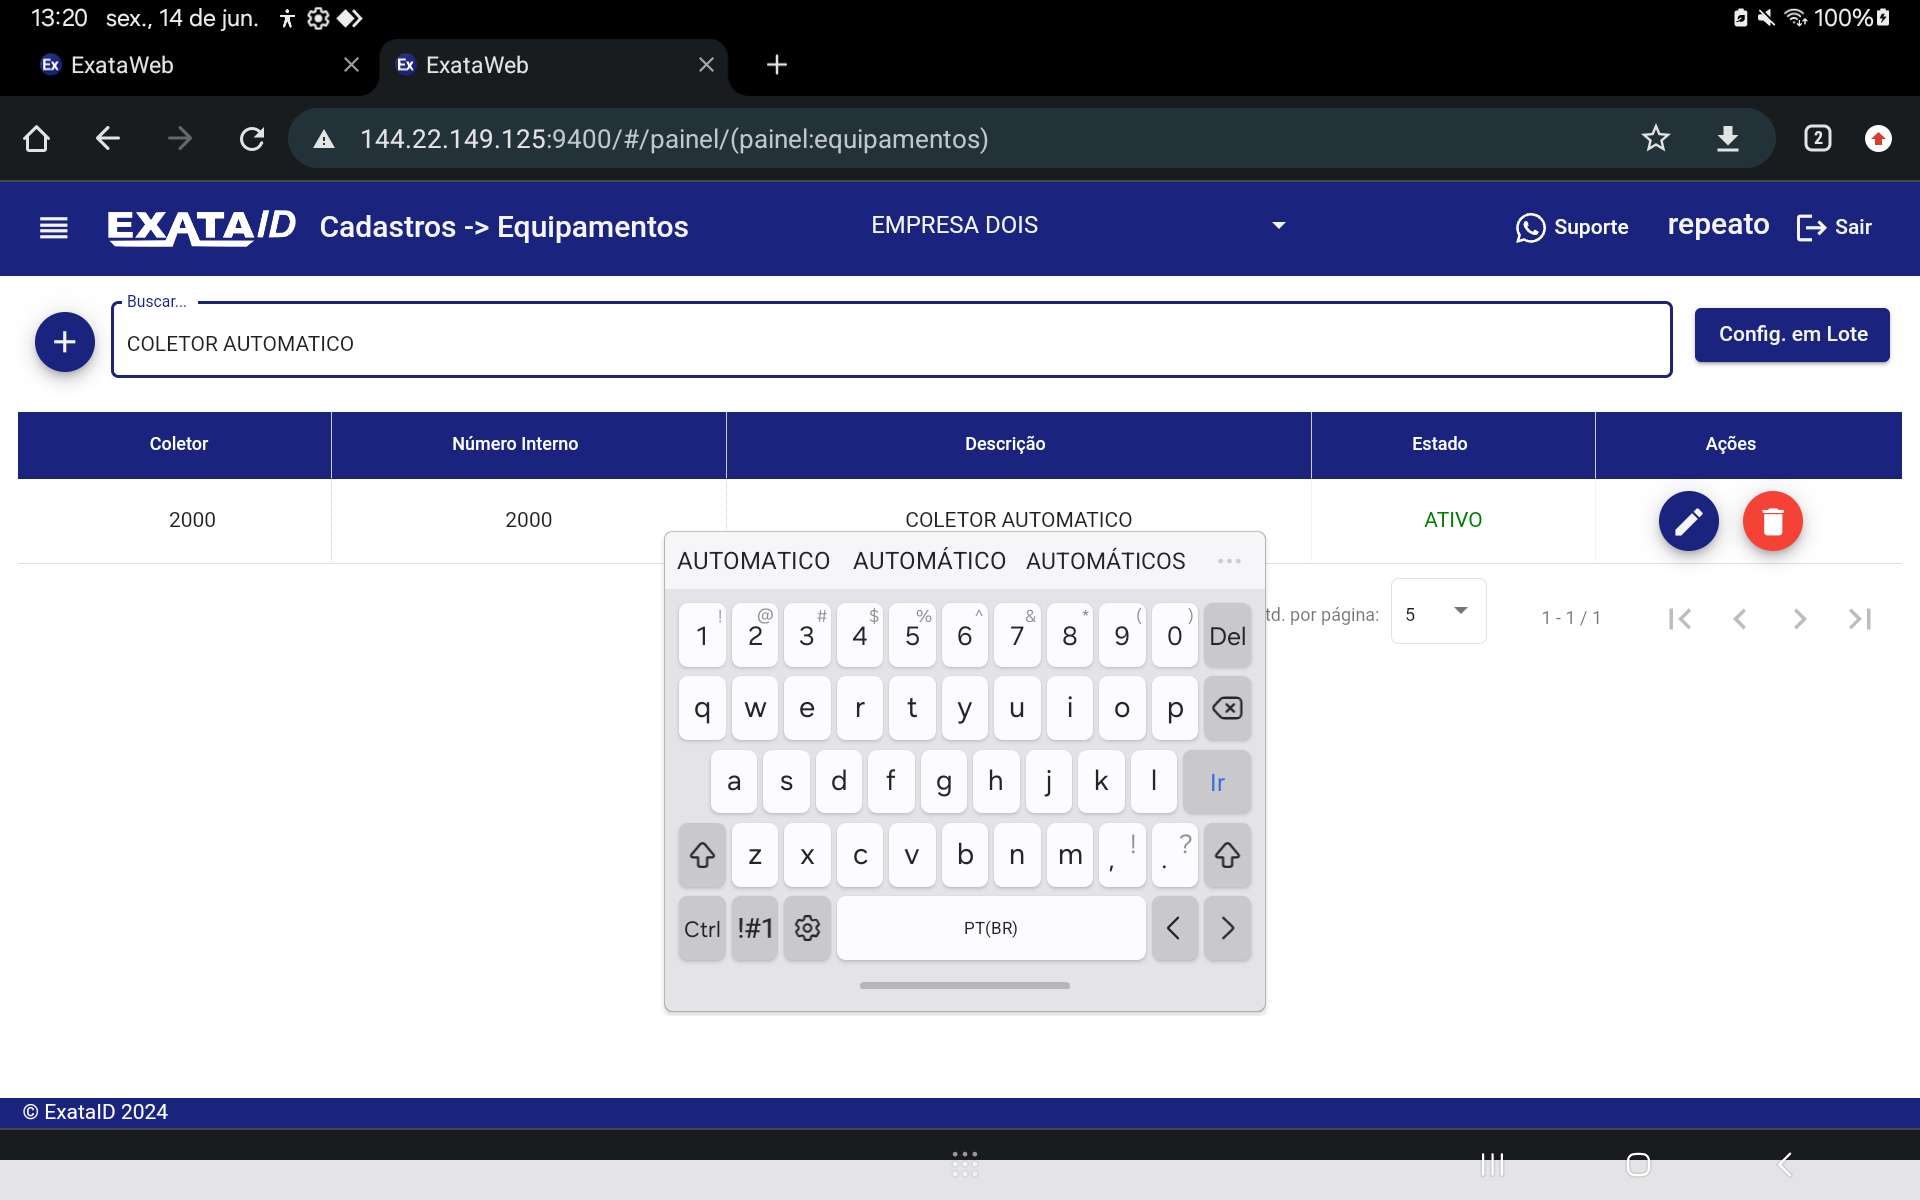 13:20 sex., 14 de jun. 100%
Ex ExataWeb Ex ExataWeb
144.22.149.125:9400/#/painel/(painel:equipamentos) 2
EXATAID Cadastros -> Equipamentos EMPRESA DOIS Suporte repeato Sair
Buscar...
COLETOR AUTOMATICO
Config. em Lote
Coletor Número Interno Descrição Estado Ações
2000 2000 COLETOR AUTOMATICO ATIVO
AUTOMATICO AUTOMÁTICO AUTOMÁTICOS ...
td. por página: 5 1 - 1 / 1
! @ # $ % ^ & * ( )
1 2 3 4 5 6 7 8 9 0 Del
q w e r t y u i o p
a s d f g h j k l Ir
z x c v b n m , ! . ?
Ctrl !#1 PT(BR) < >
© ExataID 2024